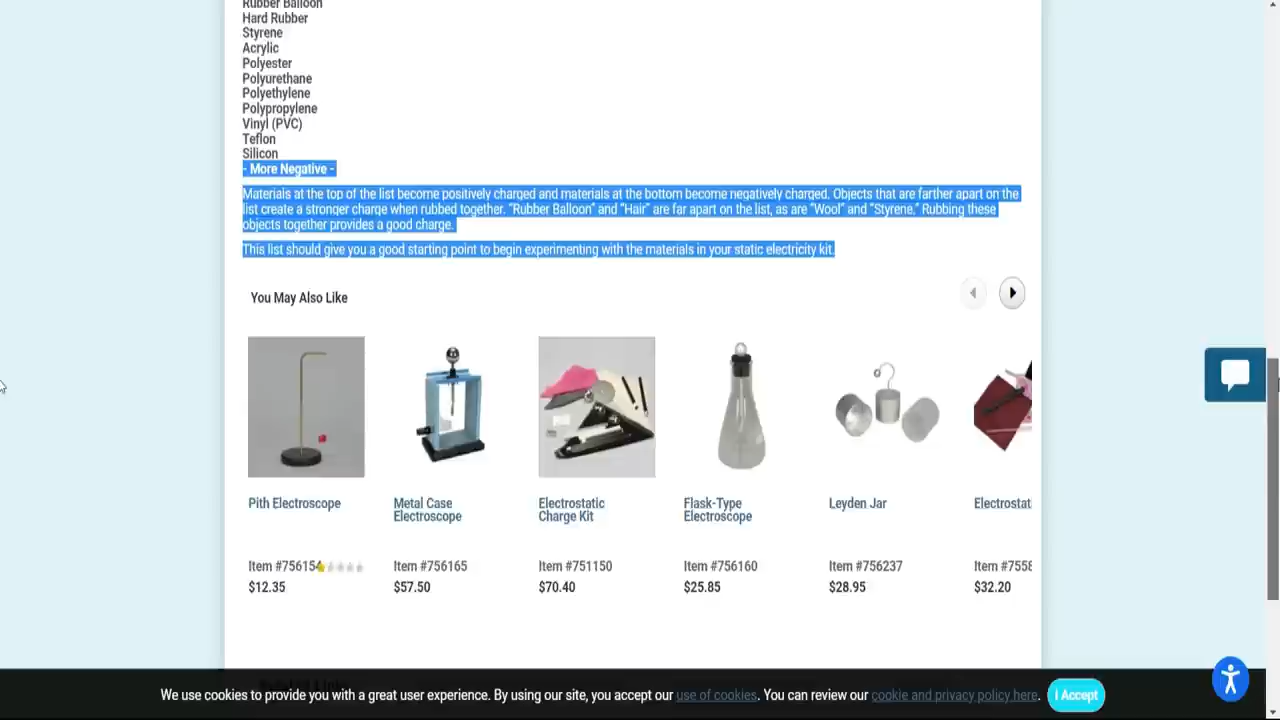 Rubber Balloon
Hard Rubber
Styrene
Acrylic
Polyester
Polyurethane
Polyethylene
Polypropylene
Vinyl (PVC)
Teflon
Silicon
- More Negative -
Materials at the top of the list become positively charged and materials at the bottom become negatively charged. Objects that are farther apart on the
list create a stronger charge when rubbed together. “Rubber Balloon” and “Hair” are far apart on the list, as are “Wool” and “Styrene.” Rubbing these
objects together provides a good charge.
This list should give you a good starting point to begin experimenting with the materials in your static electricity kit.
You May Also Like
Pith Electroscope
Item #756154
$12.35
Metal Case
Electroscope
Item #756165
$57.50
Electrostatic
Charge Kit
Item #751150
$70.40
Flask-Type
Electroscope
Item #756160
$25.85
Leyden Jar
Item #756237
$28.95
Electrostat
Item #7558
$32.20
We use cookies to provide you with a great user experience. By using our site, you accept our use of cookies. You can review our cookie and privacy policy here. I Accept